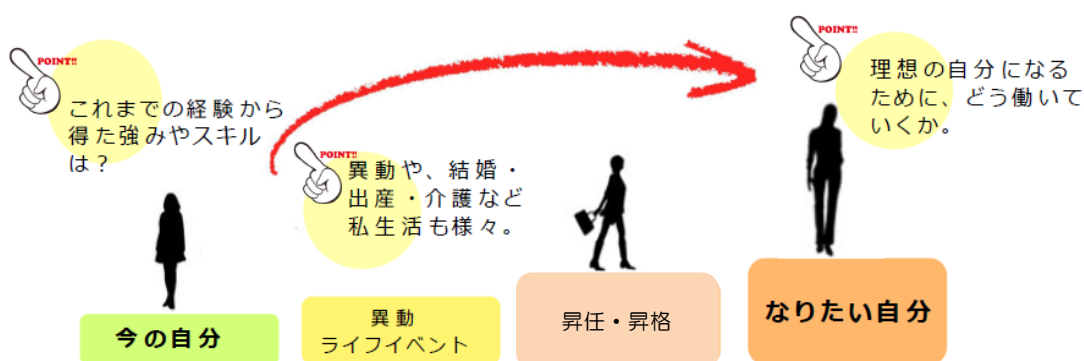 POINT!!
これまでの経験から
得た強みやスキル
は？
POINT!!
異動や、結婚・
出産・介護など
私生活も様々。
POINT!!
理想の自分になる
ために、どう働いて
いくか。
今の自分
異動
ライフイベント
昇任・昇格
なりたい自分